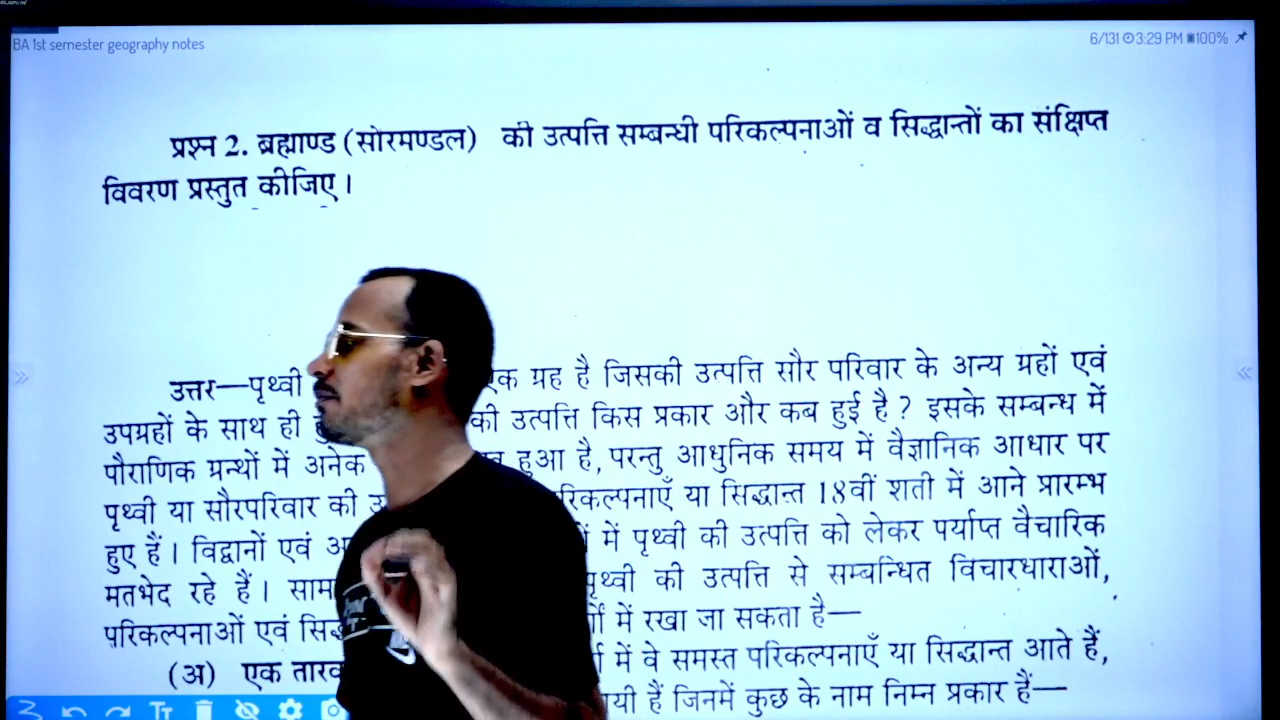 BA 1st semester geography notes
6/131 3:29 PM 100%
प्रश्न 2. ब्रह्माण्ड (सोरमण्डल) की उत्पत्ति सम्बन्धी परिकल्पनाओं व सिद्धान्तों का संक्षिप्त
विवरण प्रस्तुत कीजिए।
उत्तर—पृथ्वी एक ग्रह है जिसकी उत्पत्ति सौर परिवार के अन्य ग्रहों एवं
उपग्रहों के साथ ही की उत्पत्ति किस प्रकार और कब हुई है ? इसके सम्बन्ध में
पौराणिक ग्रन्थों में अनेक हुआ है, परन्तु आधुनिक समय में वैज्ञानिक आधार पर
पृथ्वी या सौरपरिवार की रिकल्पनाएँ या सिद्धान्त 18वीं शती में आने प्रारम्भ
हुए हैं। विद्वानों एवं में पृथ्वी की उत्पत्ति को लेकर पर्याप्त वैचारिक
मतभेद रहे हैं। पृथ्वी की उत्पत्ति से सम्बन्धित विचारधाराओं,
परिकल्पनाओं एवं में रखा जा सकता है—
(अ) एक में वे समस्त परिकल्पनाएँ या सिद्धान्त आते हैं,
हैं जिनमें कुछ के नाम निम्न प्रकार हैं—